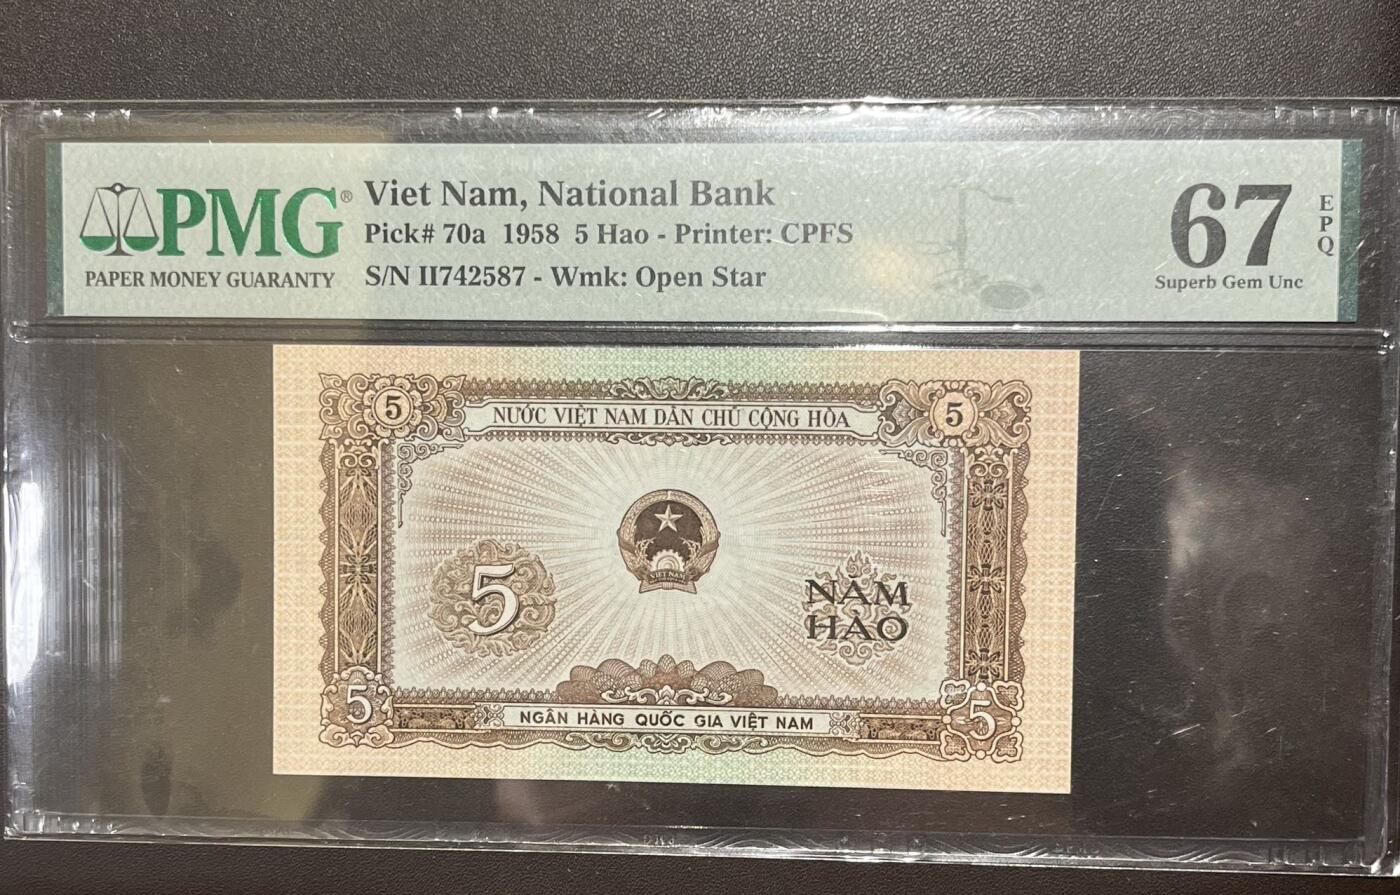 PMG®
PAPER MONEY GUARANTY
Viet Nam, National Bank
Pick# 70a 1958 5 Hao - Printer: CPFS
S/N II742587 - Wmk: Open Star
67
EPQ
Superb Gem Unc
5
NƯỚC VIỆT NAM DÂN CHỦ CỘNG HÒA
5
VIỆT NAM
5
NĂM
HÀO
5
NGÂN HÀNG QUỐC GIA VIỆT NAM
5